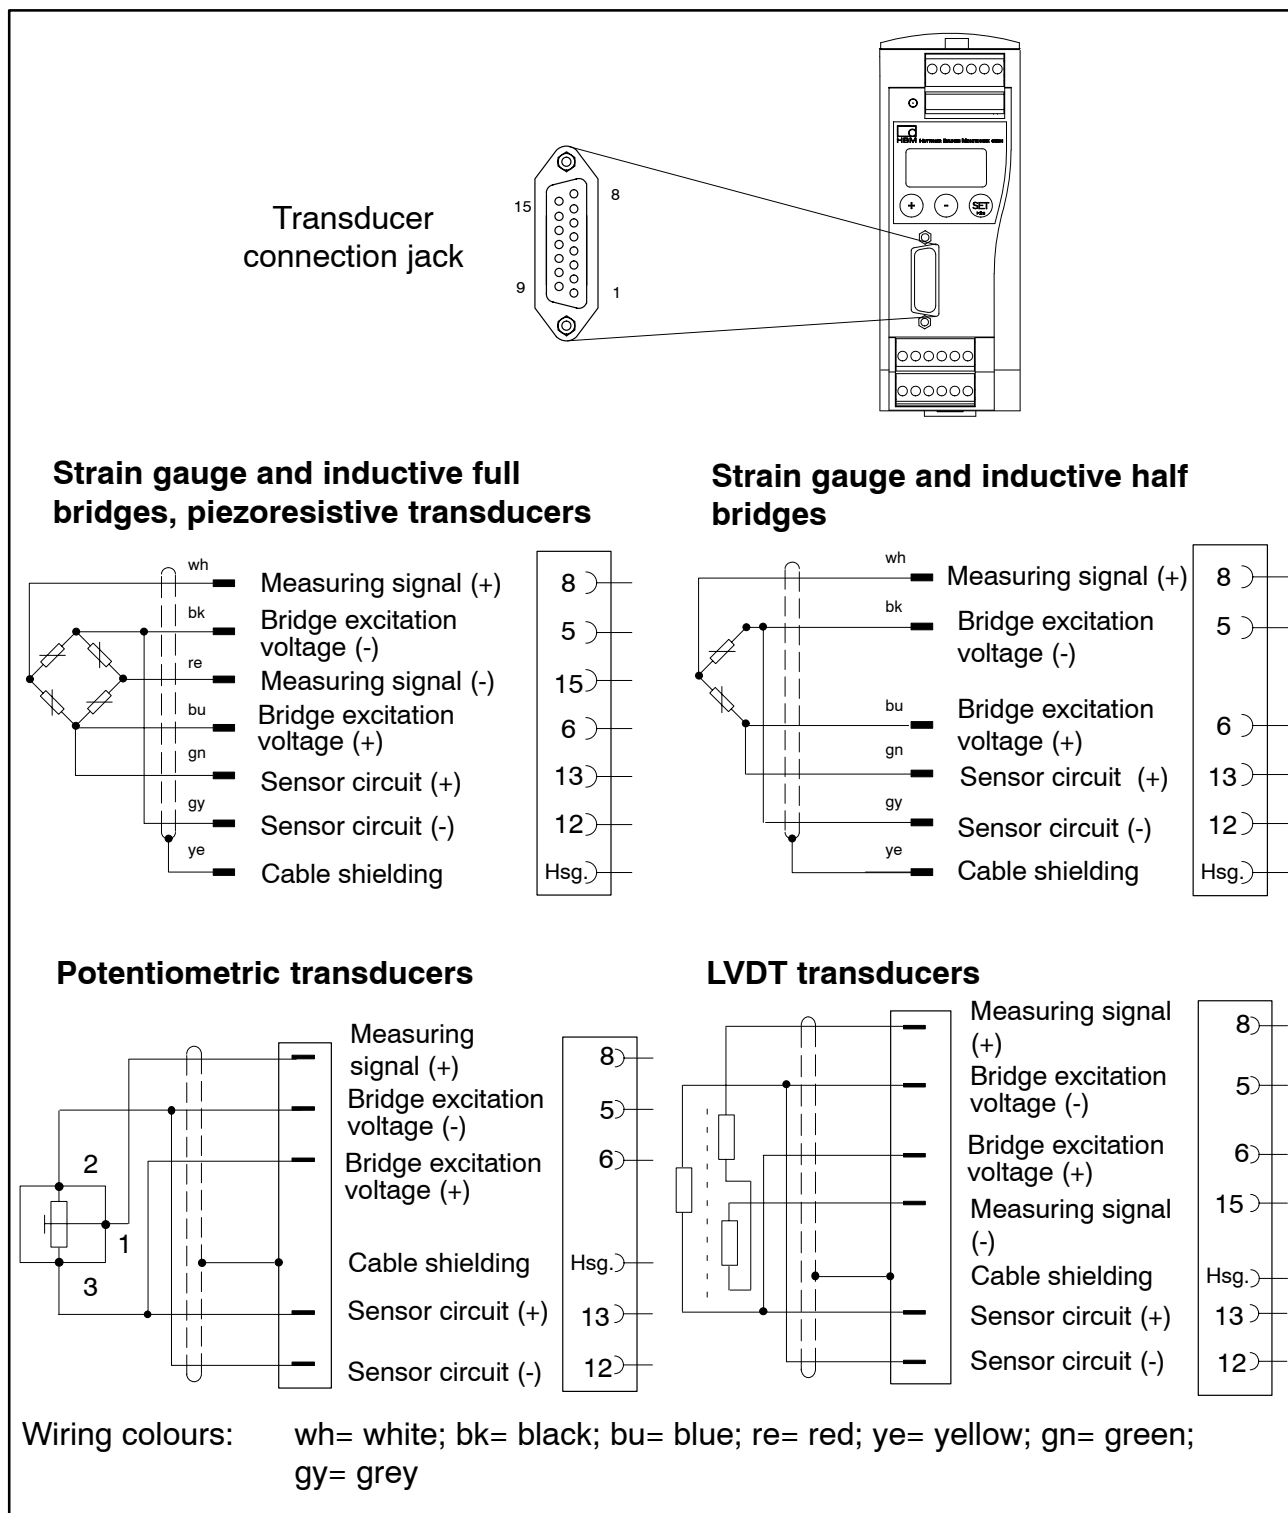 HBM HOTTINGER BALDWIN MESSTECHNIK GMBH
+ - SET
15
8
9
1
Transducer
connection jack
Strain gauge and inductive full
bridges, piezoresistive transducers
wh
Measuring signal (+)
8
bk
Bridge excitation
voltage (-)
5
re
Measuring signal (-)
15
bu
Bridge excitation
voltage (+)
6
gn
Sensor circuit (+)
13
gy
Sensor circuit (-)
12
ye
Cable shielding
Hsg.
Strain gauge and inductive half
bridges
wh
Measuring signal (+)
8
bk
Bridge excitation
voltage (-)
5
bu
Bridge excitation
voltage (+)
6
gn
Sensor circuit (+)
13
gy
Sensor circuit (-)
12
ye
Cable shielding
Hsg.
Potentiometric transducers
2
1
3
Measuring
signal (+)
8
Bridge excitation
voltage (-)
5
Bridge excitation
voltage (+)
6
Cable shielding
Hsg.
Sensor circuit (+)
13
Sensor circuit (-)
12
LVDT transducers
Measuring signal
(+)
8
Bridge excitation
voltage (-)
5
Bridge excitation
voltage (+)
6
Measuring signal
(-)
15
Cable shielding
Hsg.
Sensor circuit (+)
13
Sensor circuit (-)
12
Wiring colours: wh= white; bk= black; bu= blue; re= red; ye= yellow; gn= green;
gy= grey